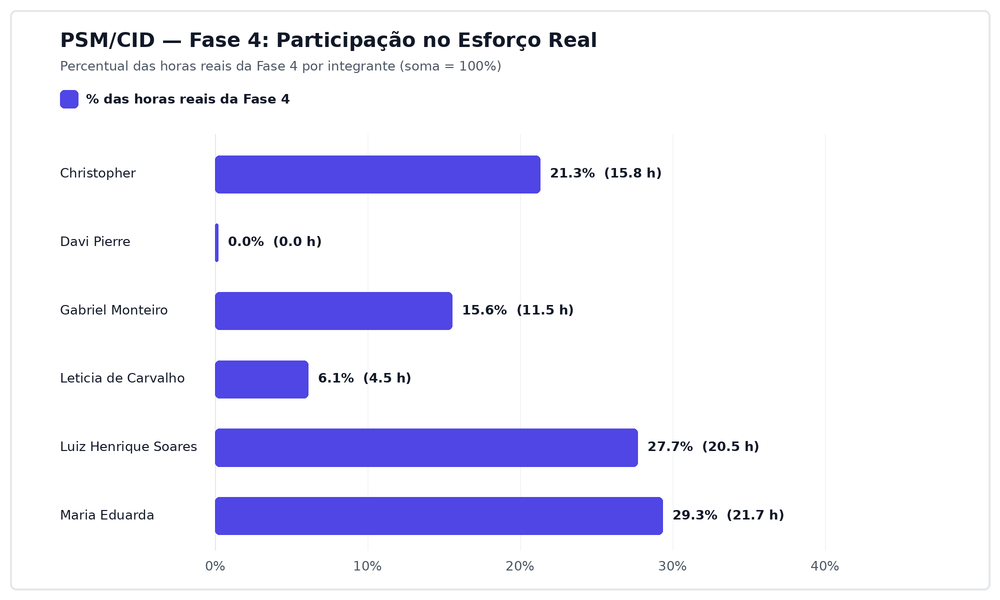 PSM/CID — Fase 4: Participação no Esforço Real
Percentual das horas reais da Fase 4 por integrante (soma = 100%)
% das horas reais da Fase 4
Christopher 21.3% (15.8 h)
Davi Pierre 0.0% (0.0 h)
Gabriel Monteiro 15.6% (11.5 h)
Leticia de Carvalho 6.1% (4.5 h)
Luiz Henrique Soares 27.7% (20.5 h)
Maria Eduarda 29.3% (21.7 h)
0% 10% 20% 30% 40%